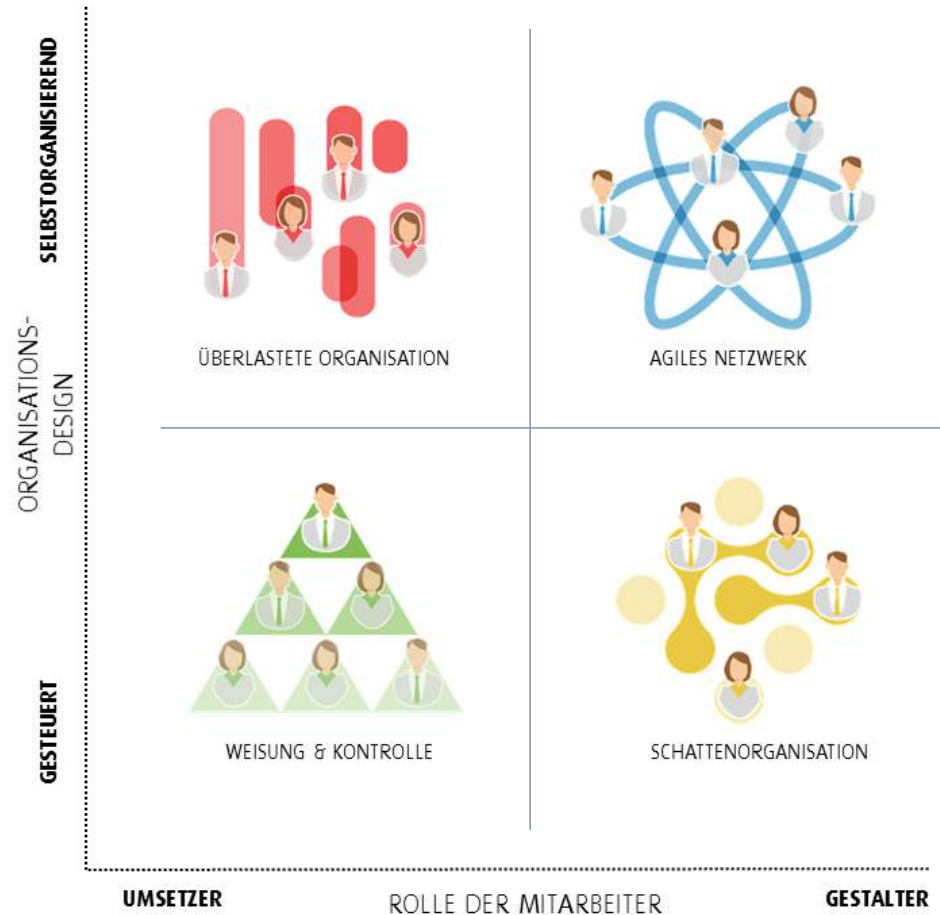 SELBSTORGANISIEREND
ORGANISATIONS-
DESIGN
GESTEUERT
ÜBERLASTETE ORGANISATION
AGILES NETZWERK
WEISUNG & KONTROLLE
SCHATTENORGANISATION
UMSETZER
ROLLE DER MITARBEITER
GESTALTER